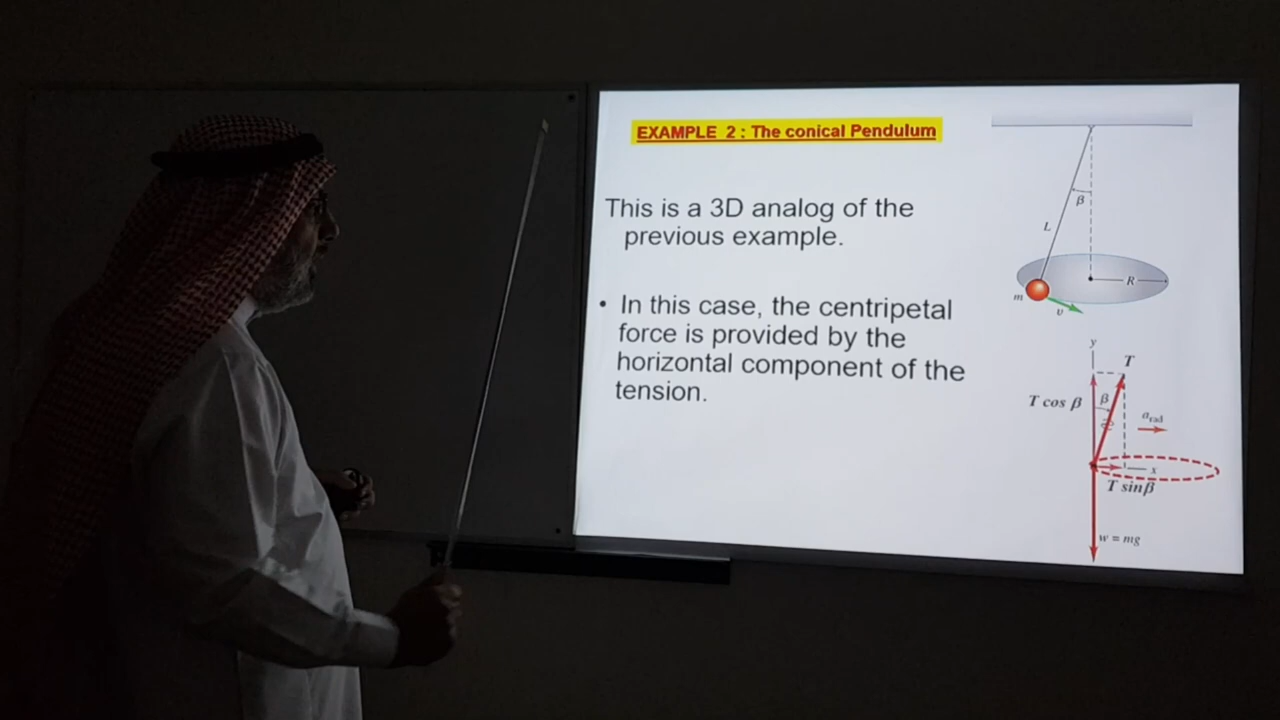 EXAMPLE 2 : The conical Pendulum
This is a 3D analog of the
previous example.
• In this case, the centripetal
force is provided by the
horizontal component of the
tension.
β
L
R
m
υ
y
T
T cos β
β
a rad
x
T sinβ
w = mg